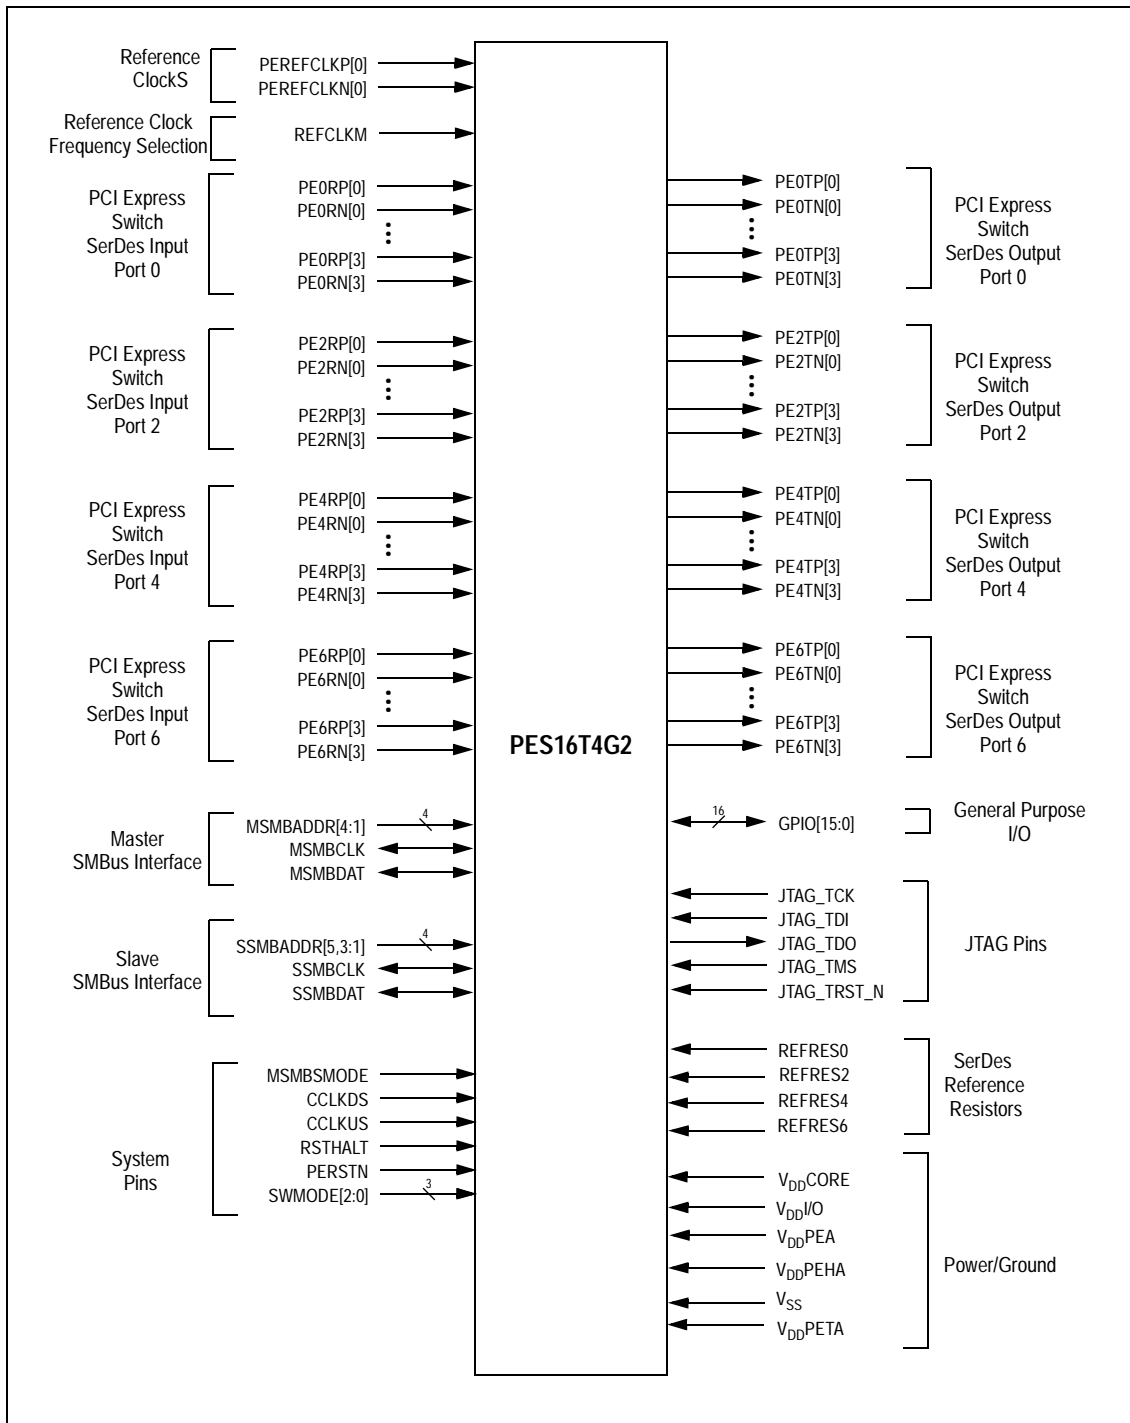 Reference
ClockS
PEREFCLKP[0]
PEREFCLKN[0]
Reference Clock
Frequency Selection
REFCLKM
PCI Express
Switch
SerDes Input
Port 0
PE0RP[0]
PE0RN[0]
PE0RP[3]
PE0RN[3]
PCI Express
Switch
SerDes Input
Port 2
PE2RP[0]
PE2RN[0]
PE2RP[3]
PE2RN[3]
PCI Express
Switch
SerDes Input
Port 4
PE4RP[0]
PE4RN[0]
PE4RP[3]
PE4RN[3]
PCI Express
Switch
SerDes Input
Port 6
PE6RP[0]
PE6RN[0]
PE6RP[3]
PE6RN[3]
Master
SMBus Interface
MSMBADDR[4:1]
4
MSMBCLK
MSMBDAT
Slave
SMBus Interface
SSMBADDR[5,3:1]
4
SSMBCLK
SSMBDAT
System
Pins
MSMBSMODE
CCLKDS
CCLKUS
RSTHALT
PERSTN
SWMODE[2:0]
3
PES16T4G2
PE0TP[0]
PE0TN[0]
PE0TP[3]
PE0TN[3]
PCI Express
Switch
SerDes Output
Port 0
PE2TP[0]
PE2TN[0]
PE2TP[3]
PE2TN[3]
PCI Express
Switch
SerDes Output
Port 2
PE4TP[0]
PE4TN[0]
PE4TP[3]
PE4TN[3]
PCI Express
Switch
SerDes Output
Port 4
PE6TP[0]
PE6TN[0]
PE6TP[3]
PE6TN[3]
PCI Express
Switch
SerDes Output
Port 6
16
GPIO[15:0]
General Purpose
I/O
JTAG_TCK
JTAG_TDI
JTAG_TDO
JTAG_TMS
JTAG_TRST_N
JTAG Pins
REFRES0
REFRES2
REFRES4
REFRES6
SerDes
Reference
Resistors
VDDCORE
VDDI/O
VDDPEA
VDDPEHA
VSS
VDDPETA
Power/Ground